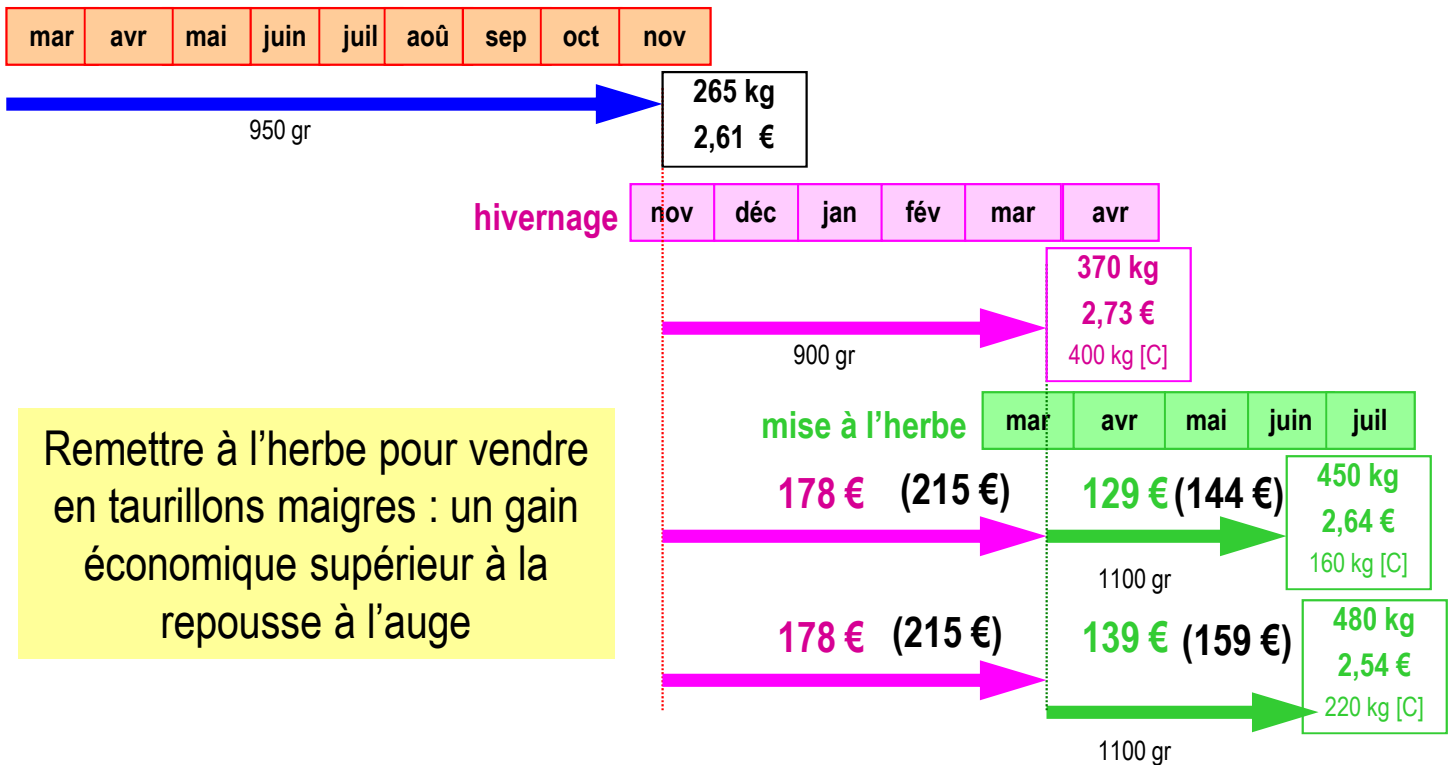 mar avr mai juin juil aoû sep oct nov
265 kg
2,61 €
950 gr
hivernage nov déc jan fév mar avr
370 kg
2,73 €
400 kg [C]
900 gr
mise à l’herbe mar avr mai juin juil
Remettre à l’herbe pour vendre
en taurillons maigres : un gain
économique supérieur à la
repousse à l’auge
178 € (215 €) 129 € (144 €)
450 kg
2,64 €
160 kg [C]
1100 gr
178 € (215 €) 139 € (159 €)
480 kg
2,54 €
220 kg [C]
1100 gr